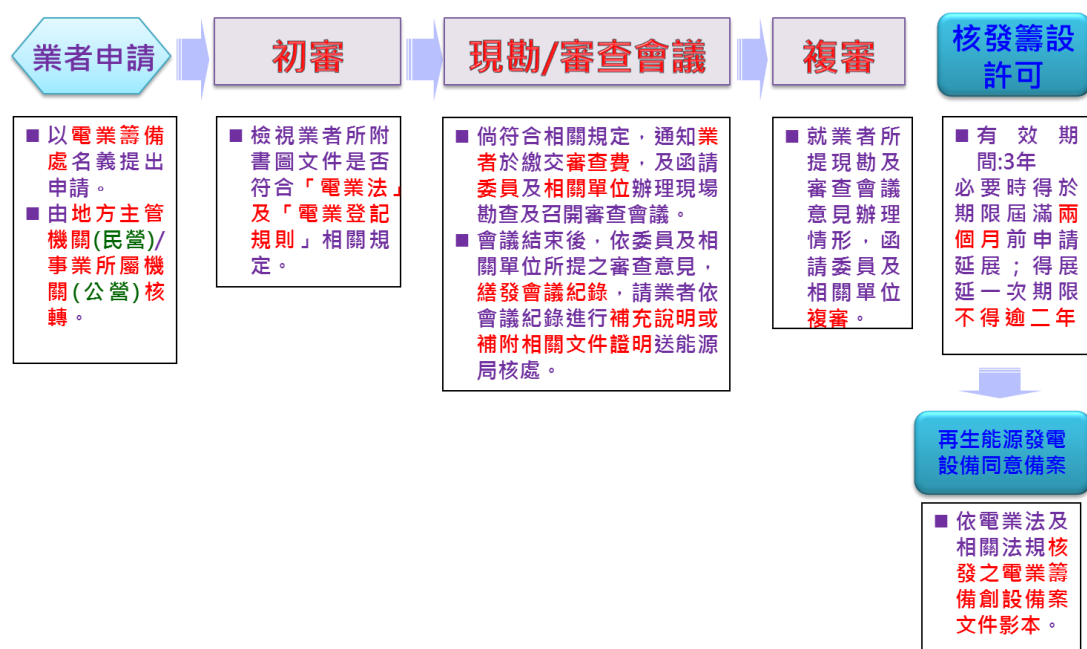 業者申請
初審
現勘/審查會議
複審
核發籌設
許可
■ 以電業籌備
處名義提出
申請。
■ 由地方主管
機關(民營)/
事業所屬機
關(公營)核
轉。
■ 檢視業者所附
書圖文件是否
符合「電業法」
及「電業登記
規則」相關規
定。
■ 倘符合相關規定，通知業
者於繳交審查費，及函請
委員及相關單位辦理現場
勘查及召開審查會議。
■ 會議結束後，依委員及相
關單位所提之審查意見，
繕發會議紀錄，請業者依
會議紀錄進行補充說明或
補附相關文件證明送能源
局核處。
■ 就業者所
提現勘及
審查會議
意見辦理
情形，函
請委員及
相關單位
複審。
■ 有效期
間:3年
必要時得於
期限屆滿兩
個月前申請
延展；得展
延一次期限
不得逾二年
再生能源發電
設備同意備案
■ 依電業法及
相關法規核
發之電業籌
備創設備案
文件影本。